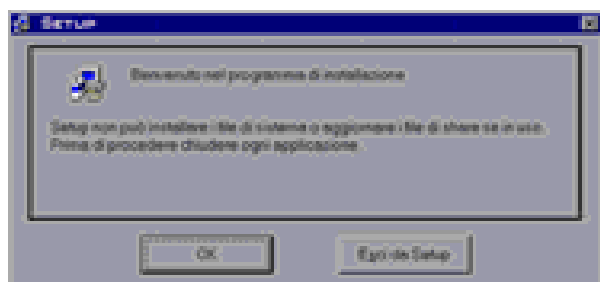 SETUP
Benvenuto nel programma di installazione
Setup non può installare i file di sistema o aggiornare i file di share se in uso.
Prima di procedere chiudere ogni applicazione.
OK
Esci da Setup